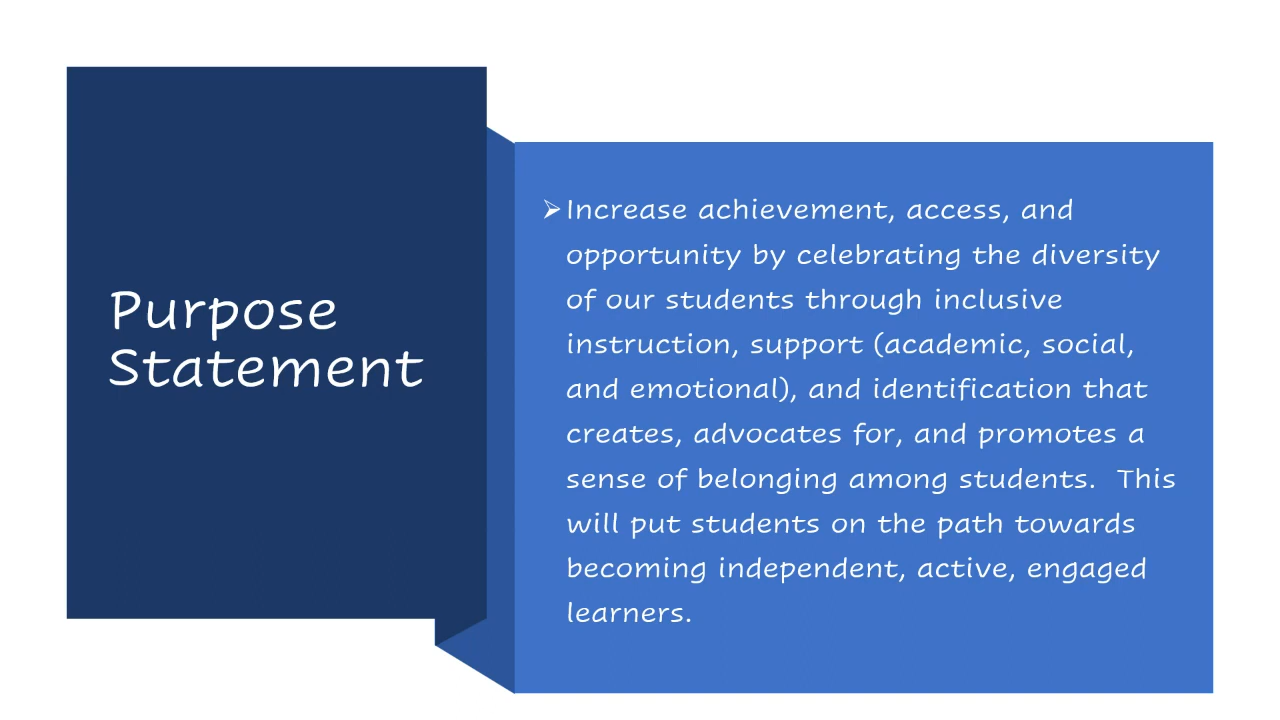 Purpose
Statement
➢Increase achievement, access, and
opportunity by celebrating the diversity
of our students through inclusive
instruction, support (academic, social,
and emotional), and identification that
creates, advocates for, and promotes a
sense of belonging among students.  This
will put students on the path towards
becoming independent, active, engaged
learners.